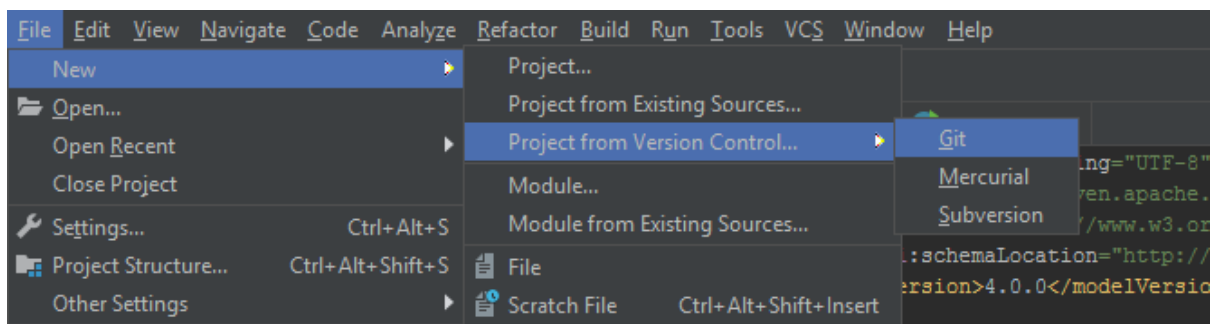 File Edit View Navigate Code Analyze Refactor Build Run Tools VCS Window Help
New
Open...
Open Recent
Close Project
Settings... Ctrl+Alt+S
Project Structure... Ctrl+Alt+Shift+S
Other Settings
Project...
Project from Existing Sources...
Project from Version Control...
Module...
Module from Existing Sources...
File
Scratch File Ctrl+Alt+Shift+Insert
Git
Mercurial
Subversion
ing="UTF-8"
ven.apache.
//www.w3.or
:schemaLocation="http://
ersion>4.0.0</modelVersio